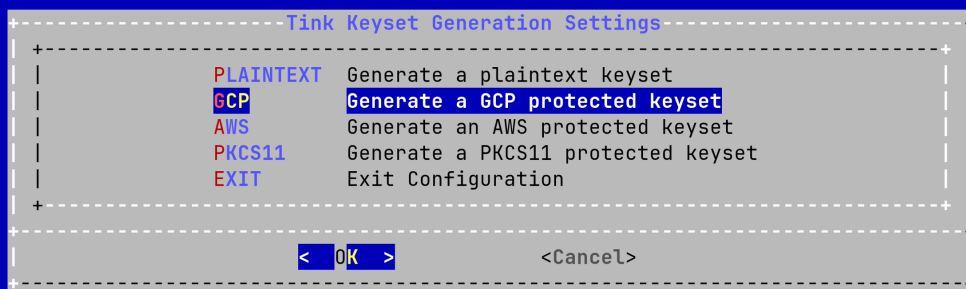 Tink Keyset Generation Settings
PLAINTEXT Generate a plaintext keyset
GCP Generate a GCP protected keyset
AWS Generate an AWS protected keyset
PKCS11 Generate a PKCS11 protected keyset
EXIT Exit Configuration
< OK > <Cancel>